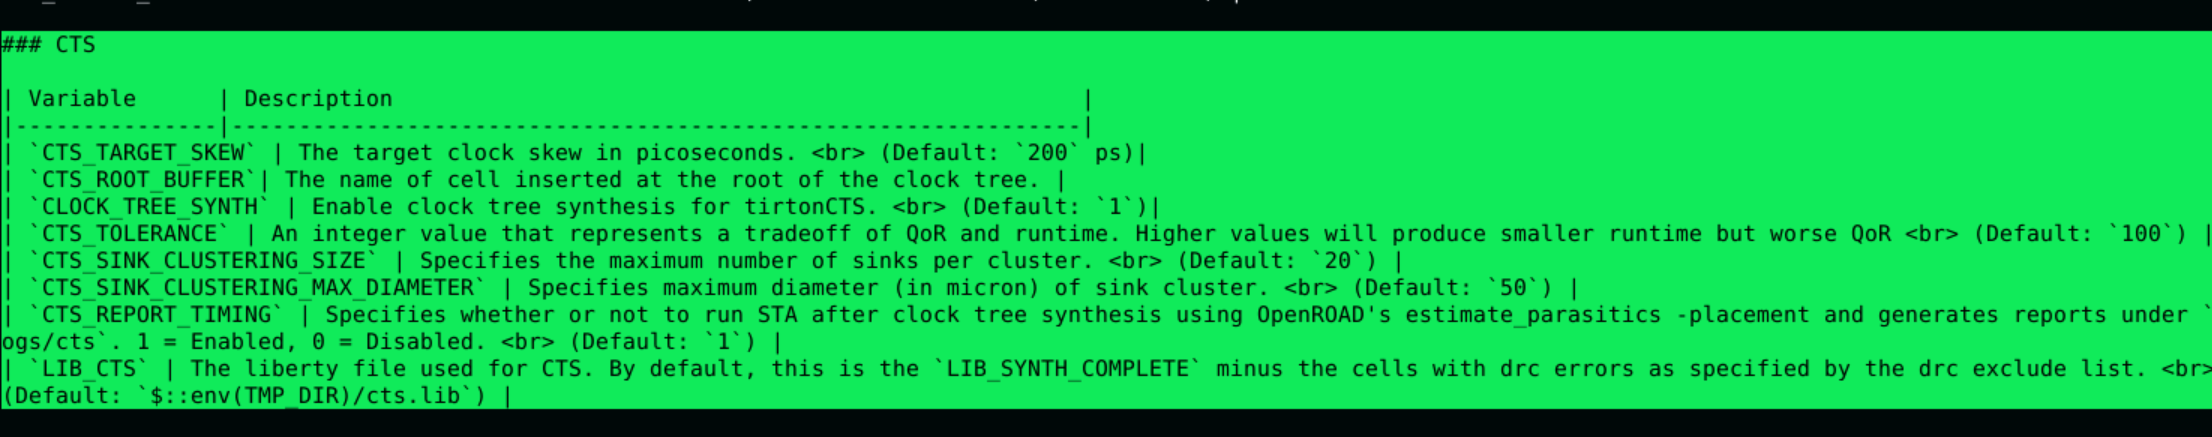 ### CTS
| Variable      | Description                                                   |
|---------------|---------------------------------------------------------------|
| `CTS_TARGET_SKEW` | The target clock skew in picoseconds. <br> (Default: `200` ps)|
| `CTS_ROOT_BUFFER`| The name of cell inserted at the root of the clock tree. |
| `CLOCK_TREE_SYNTH` | Enable clock tree synthesis for tirtonCTS. <br> (Default: `1`)|
| `CTS_TOLERANCE` | An integer value that represents a tradeoff of QoR and runtime. Higher values will produce smaller runtime but worse QoR <br> (Default: `100`) |
| `CTS_SINK_CLUSTERING_SIZE` | Specifies the maximum number of sinks per cluster. <br> (Default: `20`) |
| `CTS_SINK_CLUSTERING_MAX_DIAMETER` | Specifies maximum diameter (in micron) of sink cluster. <br> (Default: `50`) |
| `CTS_REPORT_TIMING` | Specifies whether or not to run STA after clock tree synthesis using OpenROAD's estimate_parasitics -placement and generates reports under `
ogs/cts`. 1 = Enabled, 0 = Disabled. <br> (Default: `1`) |
| `LIB_CTS` | The liberty file used for CTS. By default, this is the `LIB_SYNTH_COMPLETE` minus the cells with drc errors as specified by the drc exclude list. <br>
(Default: `$::env(TMP_DIR)/cts.lib`) |